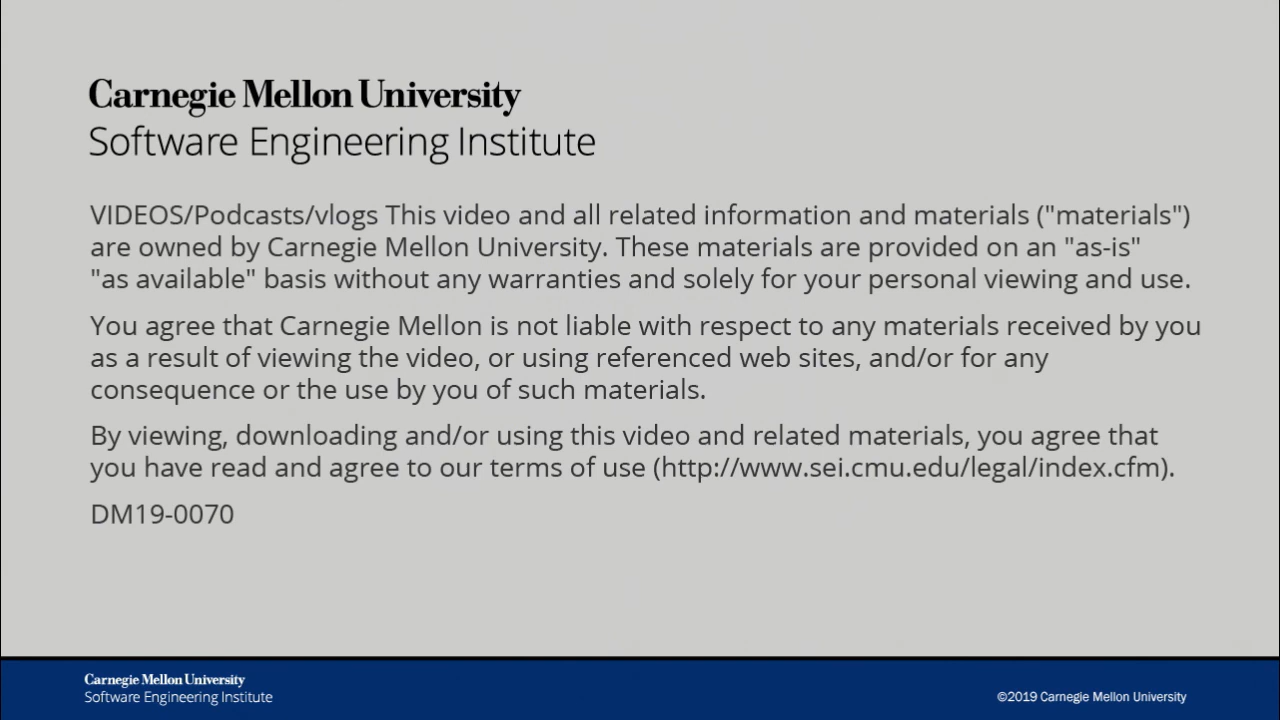 Carnegie Mellon University
Software Engineering Institute
VIDEOS/Podcasts/vlogs This video and all related information and materials ("materials")
are owned by Carnegie Mellon University. These materials are provided on an "as-is"
"as available" basis without any warranties and solely for your personal viewing and use.
You agree that Carnegie Mellon is not liable with respect to any materials received by you
as a result of viewing the video, or using referenced web sites, and/or for any
consequence or the use by you of such materials.
By viewing, downloading and/or using this video and related materials, you agree that
you have read and agree to our terms of use (http://www.sei.cmu.edu/legal/index.cfm).
DM19-0070
Carnegie Mellon University
Software Engineering Institute
©2019 Carnegie Mellon University